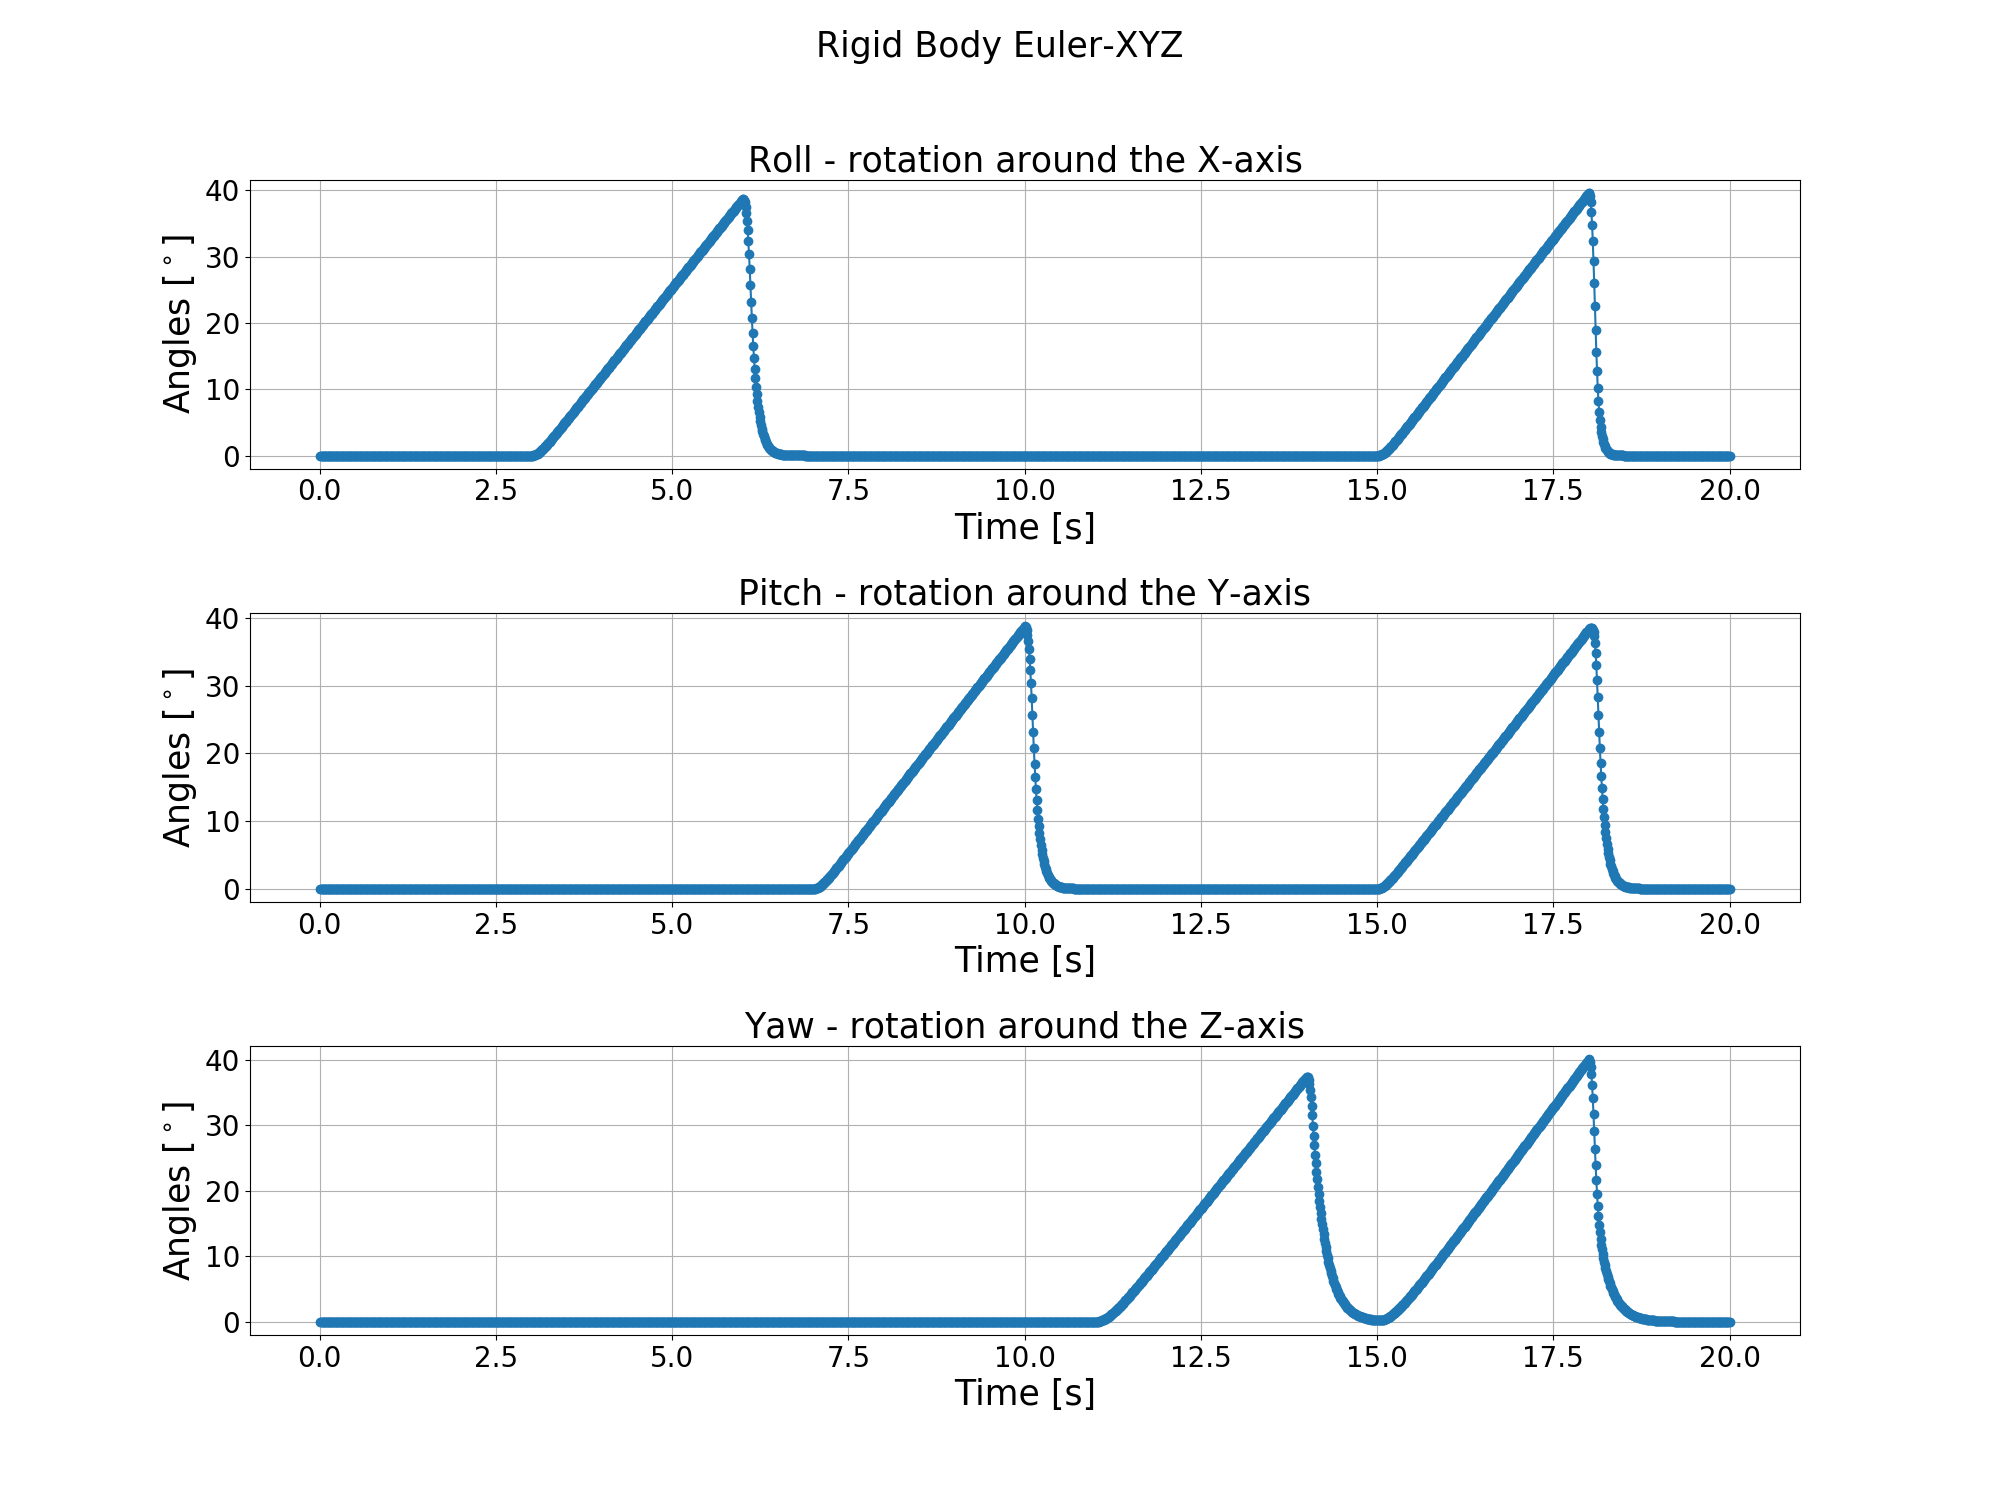 Rigid Body Euler-XYZ
Roll - rotation around the X-axis
Angles [°]
40
30
20
10
0
0.0 2.5 5.0 7.5 10.0 12.5 15.0 17.5 20.0
Time [s]
Pitch - rotation around the Y-axis
Angles [°]
40
30
20
10
0
0.0 2.5 5.0 7.5 10.0 12.5 15.0 17.5 20.0
Time [s]
Yaw - rotation around the Z-axis
Angles [°]
40
30
20
10
0
0.0 2.5 5.0 7.5 10.0 12.5 15.0 17.5 20.0
Time [s]